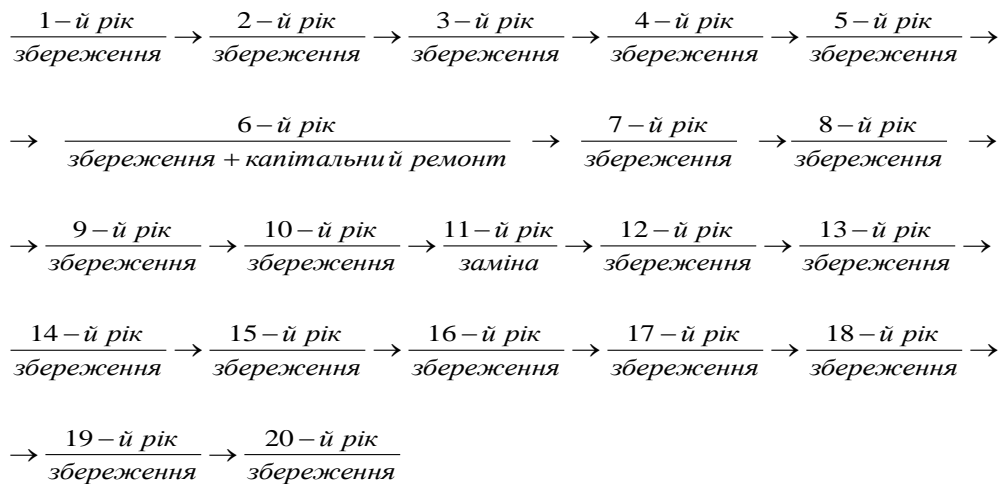 1 – й рік / збереження → 2 – й рік / збереження → 3 – й рік / збереження → 4 – й рік / збереження → 5 – й рік / збереження →
→ 6 – й рік / збереження + капітальний ремонт → 7 – й рік / збереження → 8 – й рік / збереження →
→ 9 – й рік / збереження → 10 – й рік / збереження → 11 – й рік / заміна → 12 – й рік / збереження → 13 – й рік / збереження →
14 – й рік / збереження → 15 – й рік / збереження → 16 – й рік / збереження → 17 – й рік / збереження → 18 – й рік / збереження →
→ 19 – й рік / збереження → 20 – й рік / збереження